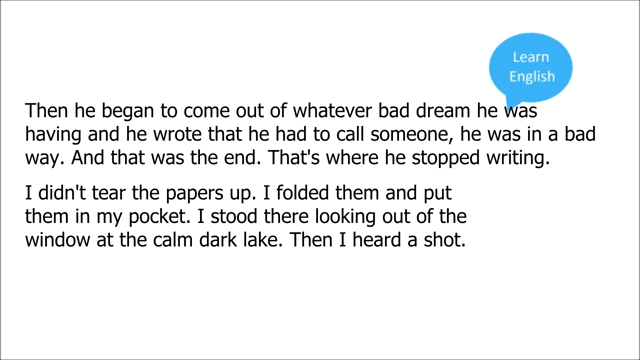 Learn
English
Then he began to come out of whatever bad dream he was
having and he wrote that he had to call someone, he was in a bad
way. And that was the end. That's where he stopped writing.
I didn't tear the papers up. I folded them and put
them in my pocket. I stood there looking out of the
window at the calm dark lake. Then I heard a shot.